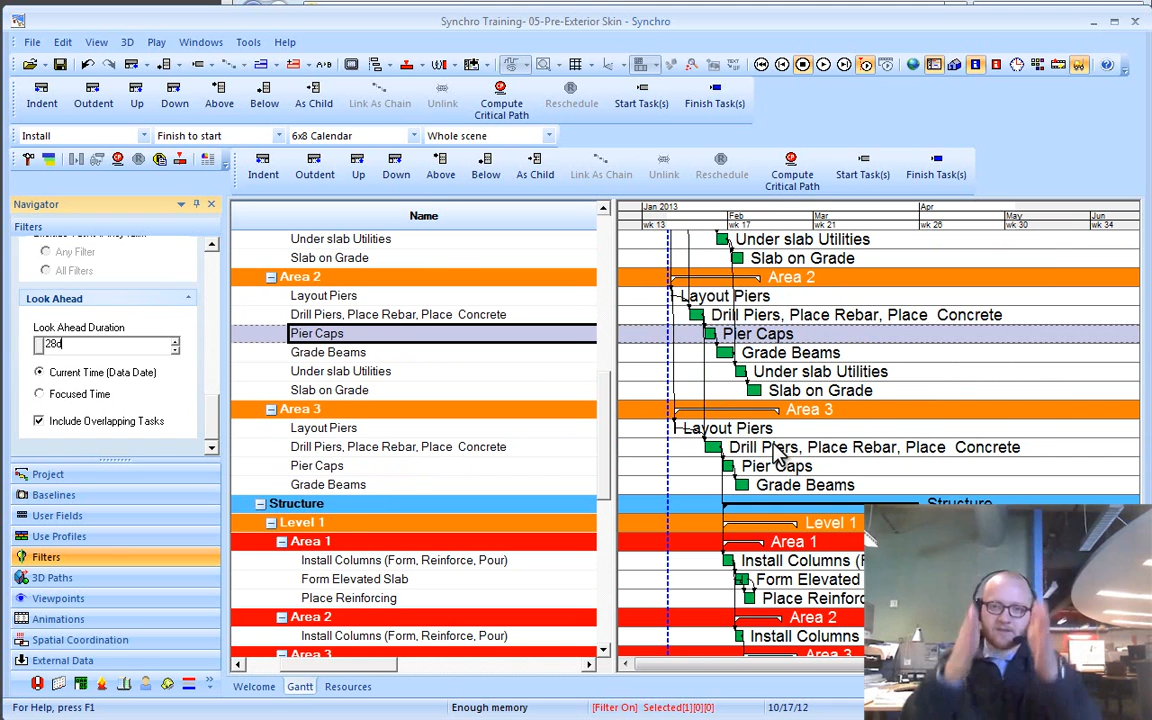 Synchro Training- 05-Pre-Exterior Skin - Synchro
File Edit View 3D Play Windows Tools Help
Indent Outdent Up Down Above Below As Child Link As Chain Unlink Compute Critical Path Reschedule Start Task(s) Finish Task(s)
Install Finish to start 6x8 Calendar Whole scene
Indent Outdent Up Down Above Below As Child Link As Chain Unlink Reschedule Compute Critical Path Start Task(s) Finish Task(s)
Navigator
Filters
Any Filter
All Filters
Look Ahead
Look Ahead Duration
28d
Current Time (Data Date)
Focused Time
Include Overlapping Tasks
Project
Baselines
User Fields
Use Profiles
Filters
3D Paths
Viewpoints
Animations
Spatial Coordination
External Data
Name
Under slab Utilities
Slab on Grade
Area 2
Layout Piers
Drill Piers, Place Rebar, Place Concrete
Pier Caps
Grade Beams
Under slab Utilities
Slab on Grade
Area 3
Layout Piers
Drill Piers, Place Rebar, Place Concrete
Pier Caps
Grade Beams
Structure
Level 1
Area 1
Install Columns (Form, Reinforce, Pour)
Form Elevated Slab
Place Reinforcing
Area 2
Install Columns (Form, Reinforce, Pour)
Area 3
Jan 2013 Feb Mar Apr May Jun
wk 13 wk 17 wk 21 wk 26 wk 30 wk 34
Under slab Utilities
Slab on Grade
Area 2
Layout Piers
Drill Piers, Place Rebar, Place Concrete
Pier Caps
Grade Beams
Under slab Utilities
Slab on Grade
Area 3
Layout Piers
Drill Piers, Place Rebar, Place Concrete
Pier Caps
Grade Beams
Structure
Level 1
Area 1
Install Columns (F
Form Elevated
Place Reinforc
Area 2
Install Columns
Area 3
Welcome Gantt Resources
For Help, press F1 Enough memory [Filter On] Selected[1][0][0] 10/17/12